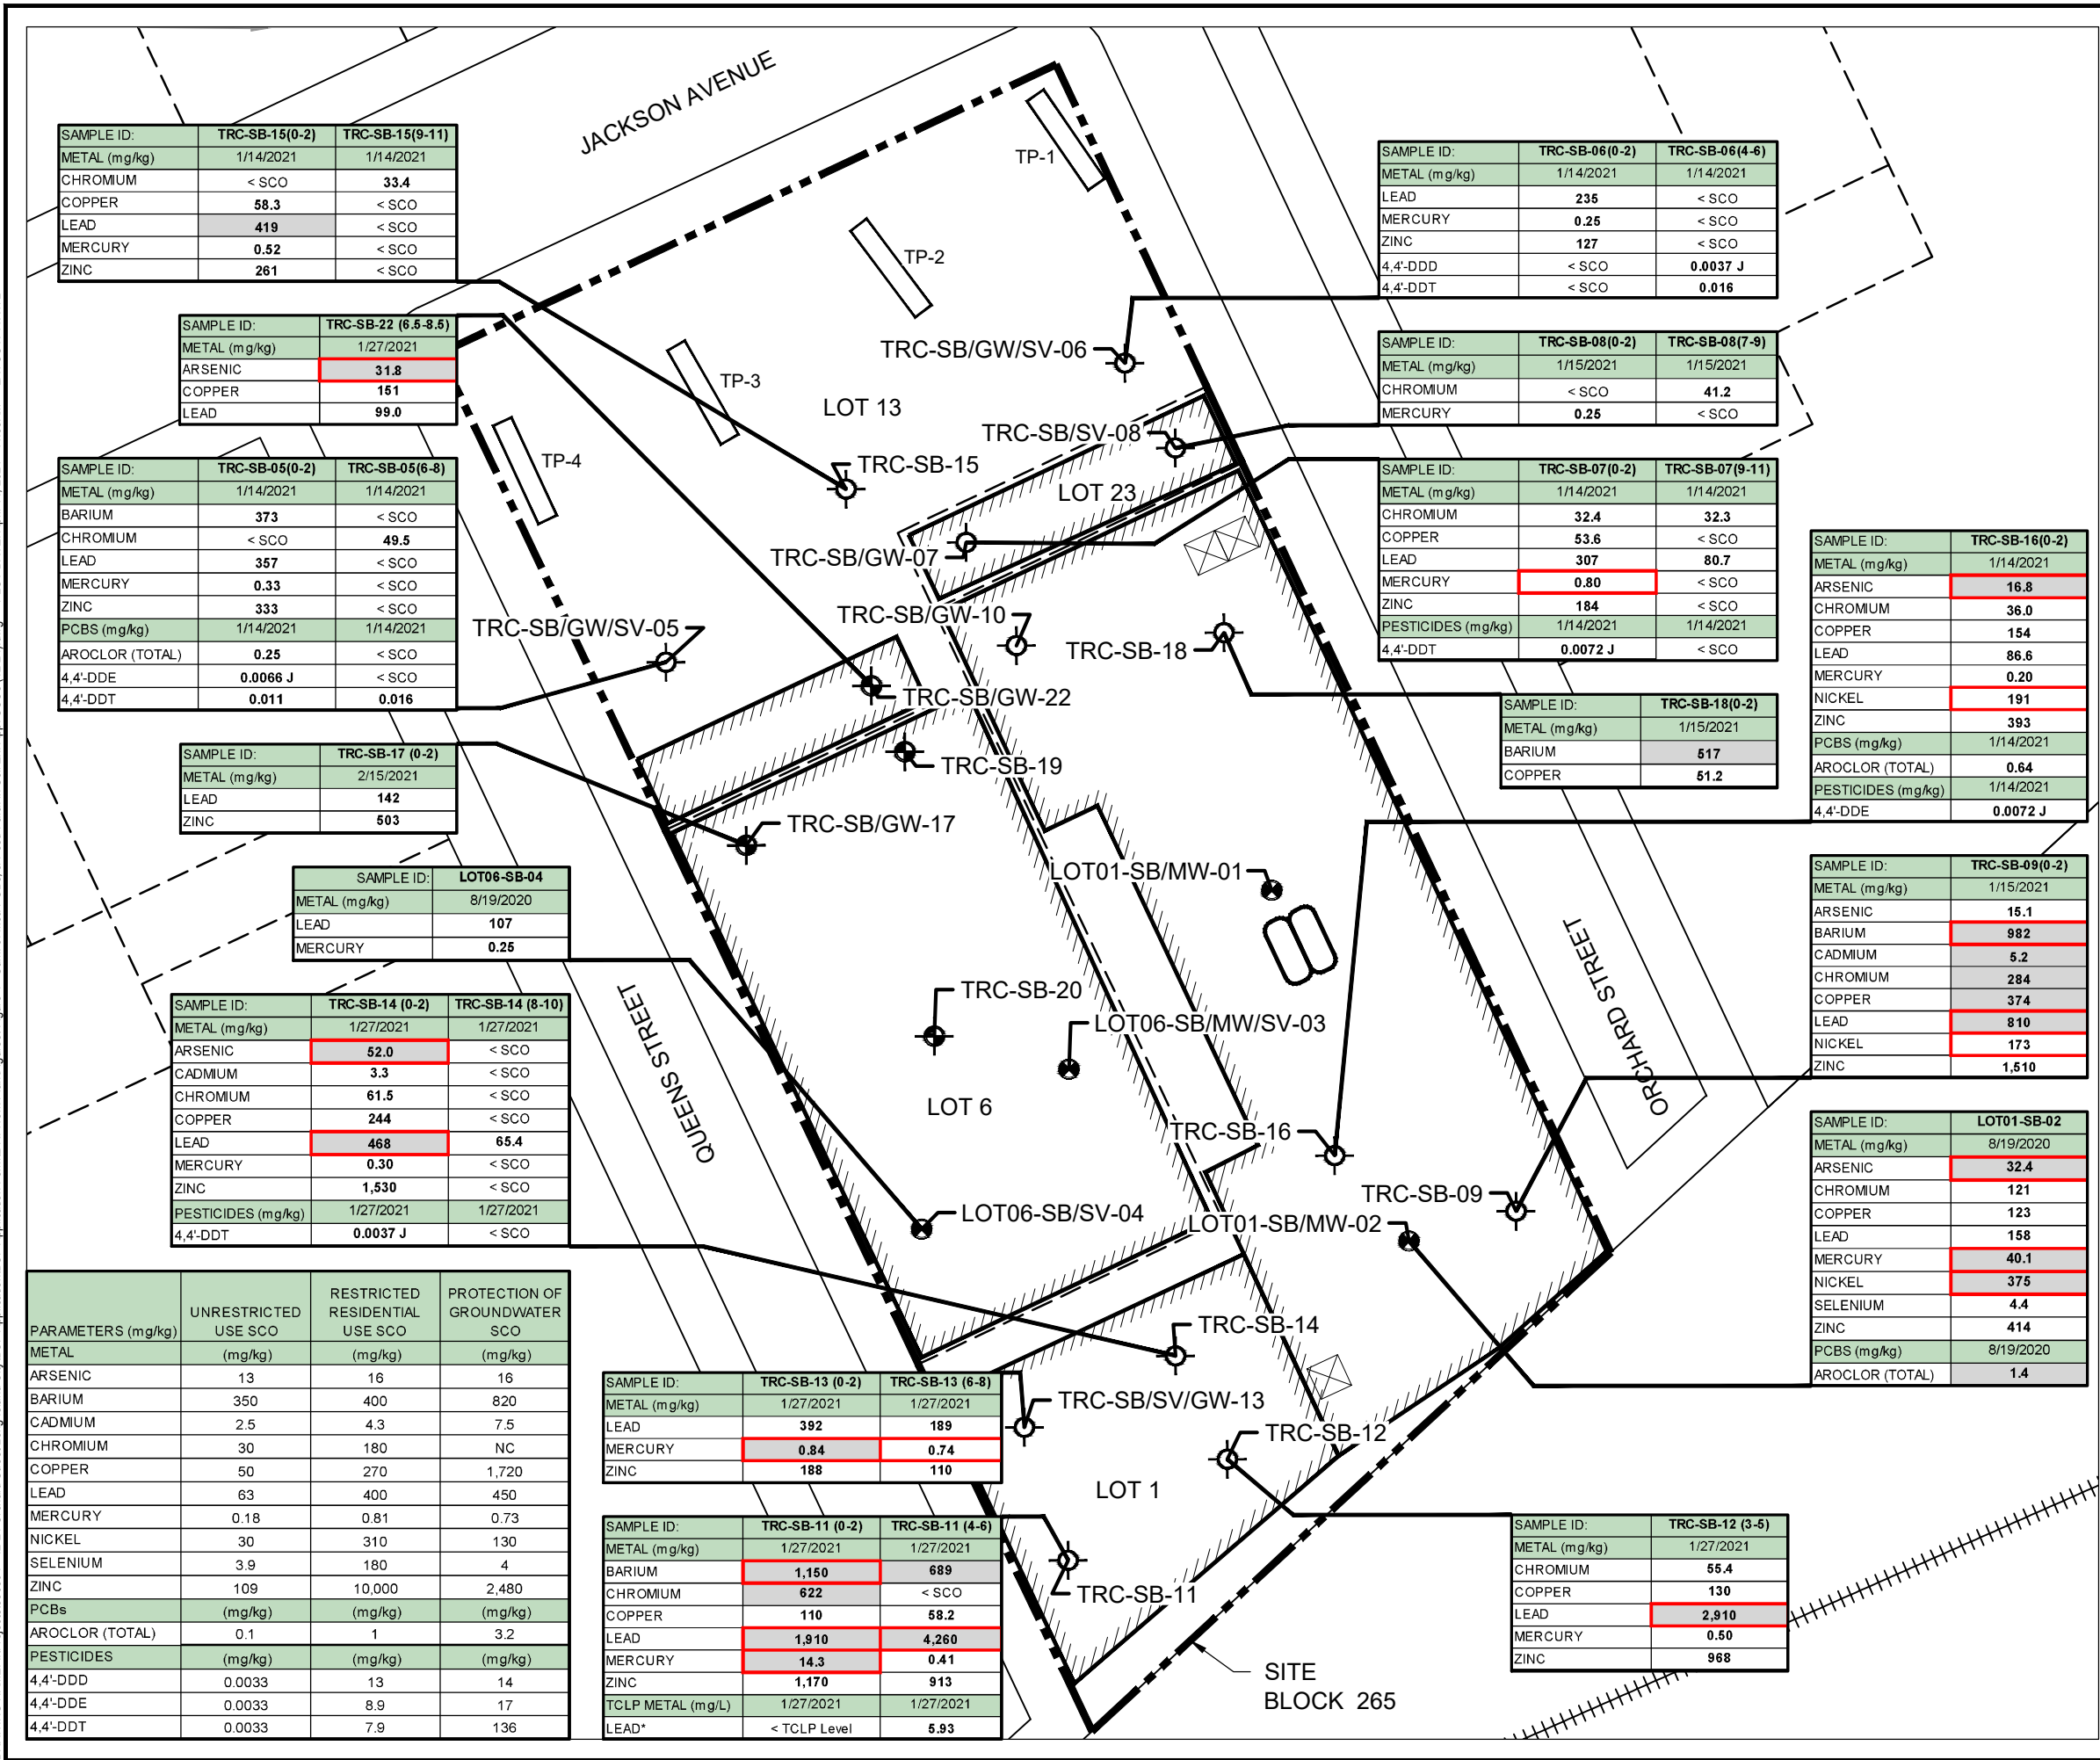 JACKSON AVENUE
SAMPLE ID: TRC-SB-15(0-2) TRC-SB-15(9-11)
METAL (mg/kg) 1/14/2021 1/14/2021
CHROMIUM < SCO 33.4
COPPER 58.3 < SCO
LEAD 419 < SCO
MERCURY 0.52 < SCO
ZINC 261 < SCO
SAMPLE ID: TRC-SB-22 (6.5-8.5)
METAL (mg/kg) 1/27/2021
ARSENIC 31.8
COPPER 151
LEAD 99.0
SAMPLE ID: TRC-SB-05(0-2) TRC-SB-05(6-8)
METAL (mg/kg) 1/14/2021 1/14/2021
BARIUM 373 < SCO
CHROMIUM < SCO 49.5
LEAD 357 < SCO
MERCURY 0.33 < SCO
ZINC 333 < SCO
PCBS (mg/kg) 1/14/2021 1/14/2021
AROCLOR (TOTAL) 0.25 < SCO
4,4'-DDE 0.0066 J < SCO
4,4'-DDT 0.011 0.016
SAMPLE ID: TRC-SB-17 (0-2)
METAL (mg/kg) 2/15/2021
LEAD 142
ZINC 503
SAMPLE ID: LOT06-SB-04
METAL (mg/kg) 8/19/2020
LEAD 107
MERCURY 0.25
SAMPLE ID: TRC-SB-14 (0-2) TRC-SB-14 (8-10)
METAL (mg/kg) 1/27/2021 1/27/2021
ARSENIC 52.0 < SCO
CADMIUM 3.3 < SCO
CHROMIUM 61.5 < SCO
COPPER 244 < SCO
LEAD 468 65.4
MERCURY 0.30 < SCO
ZINC 1,530 < SCO
PESTICIDES (mg/kg) 1/27/2021 1/27/2021
4,4'-DDT 0.0037 J < SCO
PARAMETERS (mg/kg) UNRESTRICTED USE SCO RESTRICTED RESIDENTIAL USE SCO PROTECTION OF GROUNDWATER SCO
METAL (mg/kg) (mg/kg) (mg/kg)
ARSENIC 13 16 16
BARIUM 350 400 820
CADMIUM 2.5 4.3 7.5
CHROMIUM 30 180 NC
COPPER 50 270 1,720
LEAD 63 400 450
MERCURY 0.18 0.81 0.73
NICKEL 30 310 130
SELENIUM 3.9 180 4
ZINC 109 10,000 2,480
PCBs (mg/kg) (mg/kg) (mg/kg)
AROCLOR (TOTAL) 0.1 1 3.2
PESTICIDES (mg/kg) (mg/kg) (mg/kg)
4,4'-DDD 0.0033 13 14
4,4'-DDE 0.0033 8.9 17
4,4'-DDT 0.0033 7.9 136
SAMPLE ID: TRC-SB-13 (0-2) TRC-SB-13 (6-8)
METAL (mg/kg) 1/27/2021 1/27/2021
LEAD 392 189
MERCURY 0.84 0.74
ZINC 188 110
SAMPLE ID: TRC-SB-11 (0-2) TRC-SB-11 (4-6)
METAL (mg/kg) 1/27/2021 1/27/2021
BARIUM 1,150 689
CHROMIUM 622 < SCO
COPPER 110 58.2
LEAD 1,910 4,260
MERCURY 14.3 0.41
ZINC 1,170 913
TCLP METAL (mg/L) 1/27/2021 1/27/2021
LEAD* < TCLP Level 5.93
TP-1
TP-2
TP-3
TP-4
LOT 13
TRC-SB/GW/SV-06
TRC-SB/SV-08
TRC-SB-15
LOT 23
TRC-SB/GW-07
TRC-SB/GW-10
TRC-SB/GW/SV-05
TRC-SB-18
TRC-SB/GW-22
TRC-SB-19
TRC-SB/GW-17
LOT01-SB/MW-01
TRC-SB-20
LOT06-SB/MW/SV-03
LOT 6
QUEENS STREET
ORCHARD STREET
TRC-SB-16
TRC-SB-09
LOT06-SB/SV-04
LOT01-SB/MW-02
TRC-SB-14
TRC-SB/SV/GW-13
TRC-SB-12
LOT 1
TRC-SB-11
SITE
BLOCK 265
SAMPLE ID: TRC-SB-06(0-2) TRC-SB-06(4-6)
METAL (mg/kg) 1/14/2021 1/14/2021
LEAD 235 < SCO
MERCURY 0.25 < SCO
ZINC 127 < SCO
4,4'-DDD < SCO 0.0037 J
4,4'-DDT < SCO 0.016
SAMPLE ID: TRC-SB-08(0-2) TRC-SB-08(7-9)
METAL (mg/kg) 1/15/2021 1/15/2021
CHROMIUM < SCO 41.2
MERCURY 0.25 < SCO
SAMPLE ID: TRC-SB-07(0-2) TRC-SB-07(9-11)
METAL (mg/kg) 1/14/2021 1/14/2021
CHROMIUM 32.4 32.3
COPPER 53.6 < SCO
LEAD 307 80.7
MERCURY 0.80 < SCO
ZINC 184 < SCO
PESTICIDES (mg/kg) 1/14/2021 1/14/2021
4,4'-DDT 0.0072 J < SCO
SAMPLE ID: TRC-SB-18(0-2)
METAL (mg/kg) 1/15/2021
BARIUM 517
COPPER 51.2
SAMPLE ID: TRC-SB-16(0-2)
METAL (mg/kg) 1/14/2021
ARSENIC 16.8
CHROMIUM 36.0
COPPER 154
LEAD 86.6
MERCURY 0.20
NICKEL 191
ZINC 393
PCBS (mg/kg) 1/14/2021
AROCLOR (TOTAL) 0.64
PESTICIDES (mg/kg) 1/14/2021
4,4'-DDE 0.0072 J
SAMPLE ID: TRC-SB-09(0-2)
METAL (mg/kg) 1/15/2021
ARSENIC 15.1
BARIUM 982
CADMIUM 5.2
CHROMIUM 284
COPPER 374
LEAD 810
NICKEL 173
ZINC 1,510
SAMPLE ID: LOT01-SB-02
METAL (mg/kg) 8/19/2020
ARSENIC 32.4
CHROMIUM 121
COPPER 123
LEAD 158
MERCURY 40.1
NICKEL 375
SELENIUM 4.4
ZINC 414
PCBS (mg/kg) 8/19/2020
AROCLOR (TOTAL) 1.4
SAMPLE ID: TRC-SB-12 (3-5)
METAL (mg/kg) 1/27/2021
CHROMIUM 55.4
COPPER 130
LEAD 2,910
MERCURY 0.50
ZINC 968